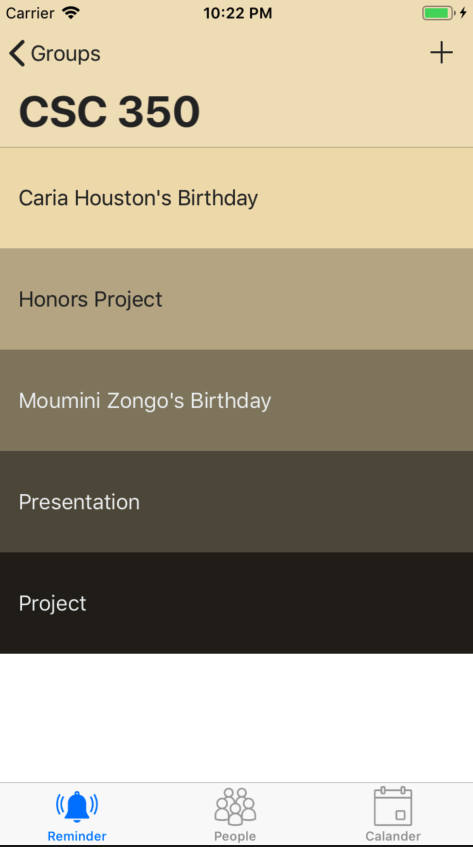 Carrier 10:22 PM
Groups
CSC 350
Caria Houston's Birthday
Honors Project
Moumini Zongo's Birthday
Presentation
Project
Reminder People Calander